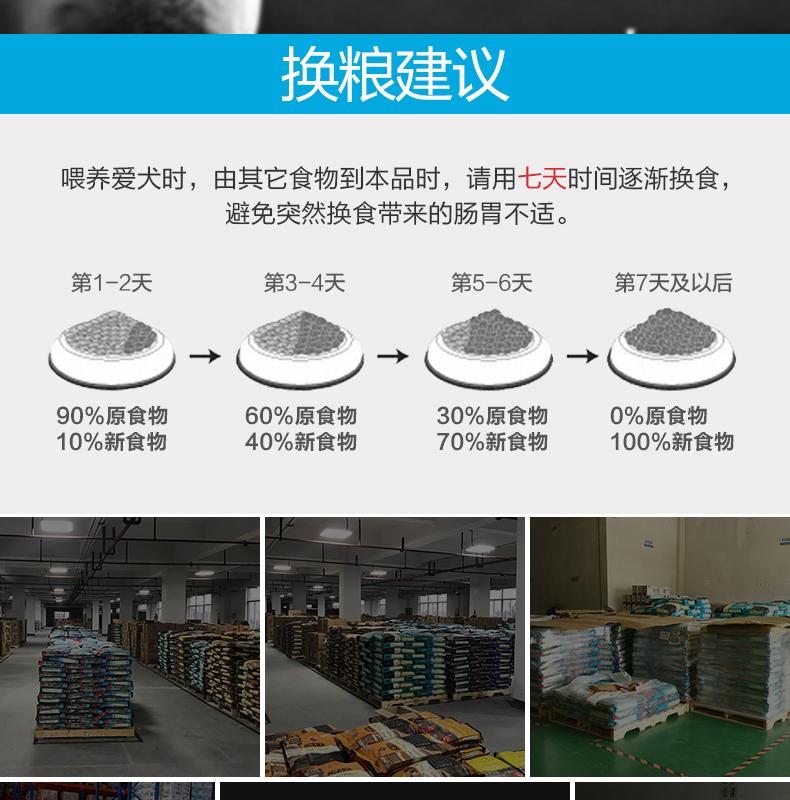 换粮建议
喂养爱犬时，由其它食物到本品时，请用七天时间逐渐换食，
避免突然换食带来的肠胃不适。
第1-2天
第3-4天
第5-6天
第7天及以后
90%原食物
10%新食物
60%原食物
40%新食物
30%原食物
70%新食物
0%原食物
100%新食物
ACANA